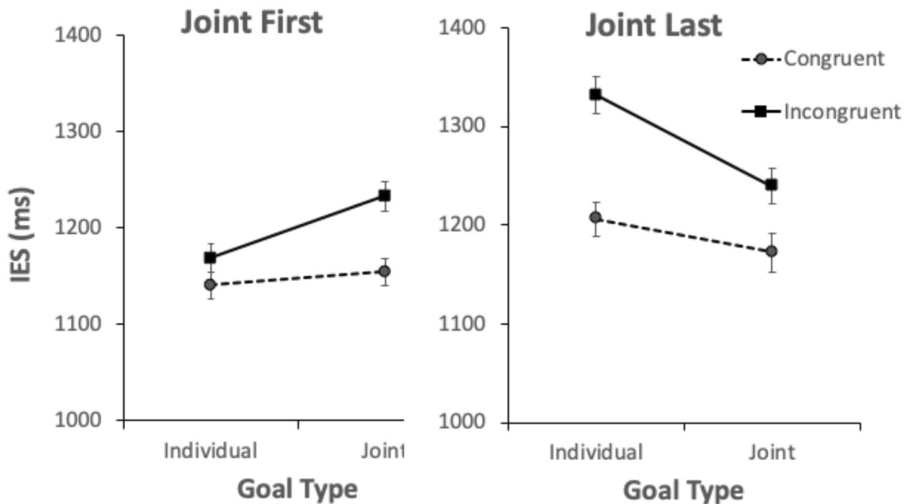 Joint First
1400
1300
1200
1100
1000
IES (ms)
Individual
Joint
Goal Type
Joint Last
1400
1300
1200
1100
1000
Individual
Joint
Goal Type
Congruent
Incongruent